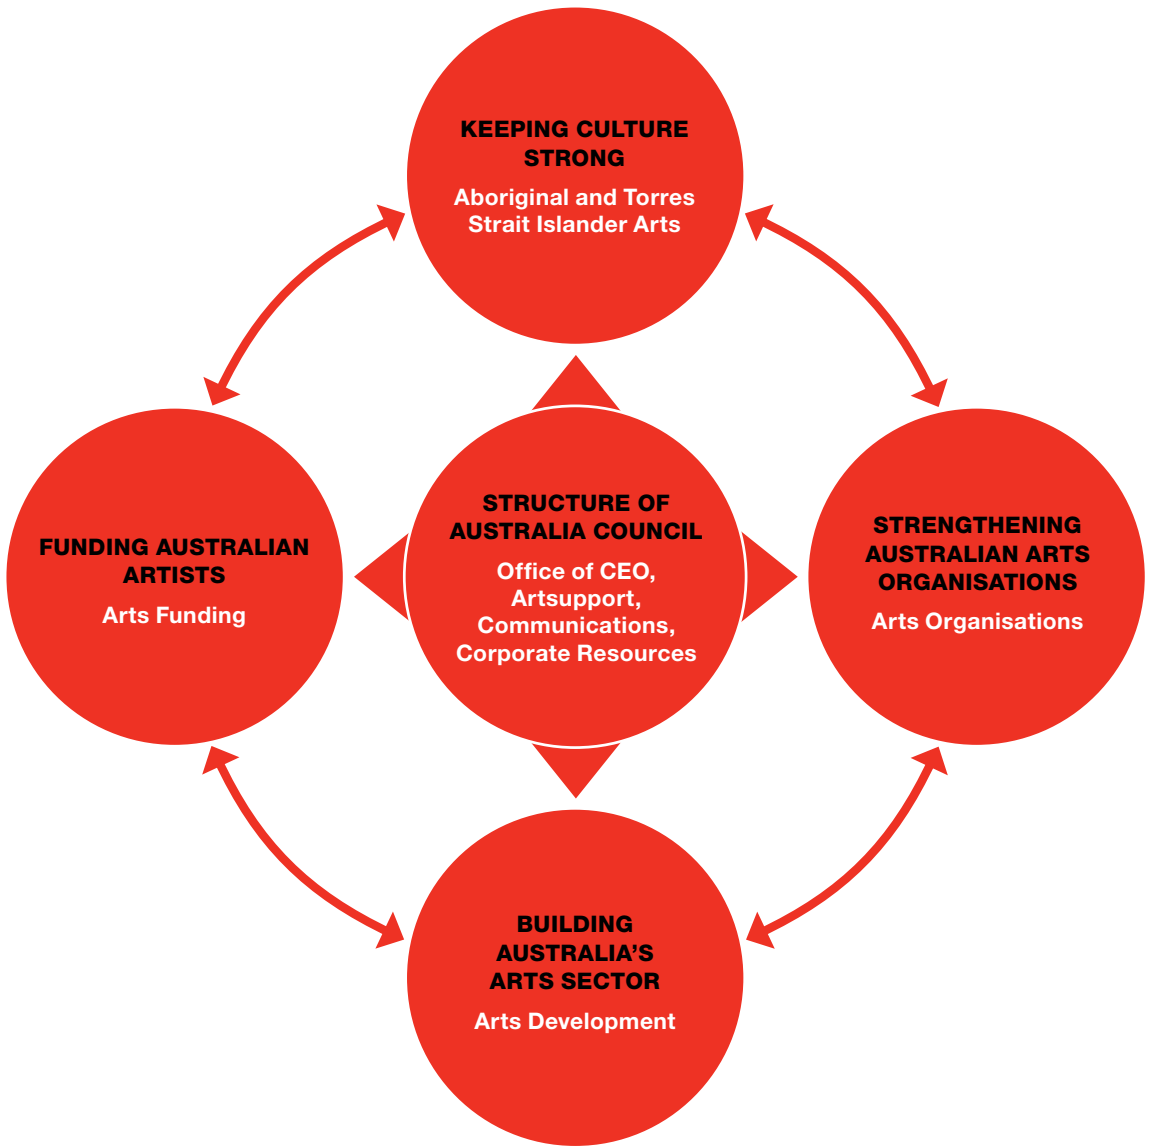 KEEPING CULTURE
STRONG
Aboriginal and Torres
Strait Islander Arts
FUNDING AUSTRALIAN
ARTISTS
Arts Funding
STRUCTURE OF
AUSTRALIA COUNCIL
Office of CEO,
Artsupport,
Communications,
Corporate Resources
STRENGTHENING
AUSTRALIAN ARTS
ORGANISATIONS
Arts Organisations
BUILDING
AUSTRALIA’S
ARTS SECTOR
Arts Development